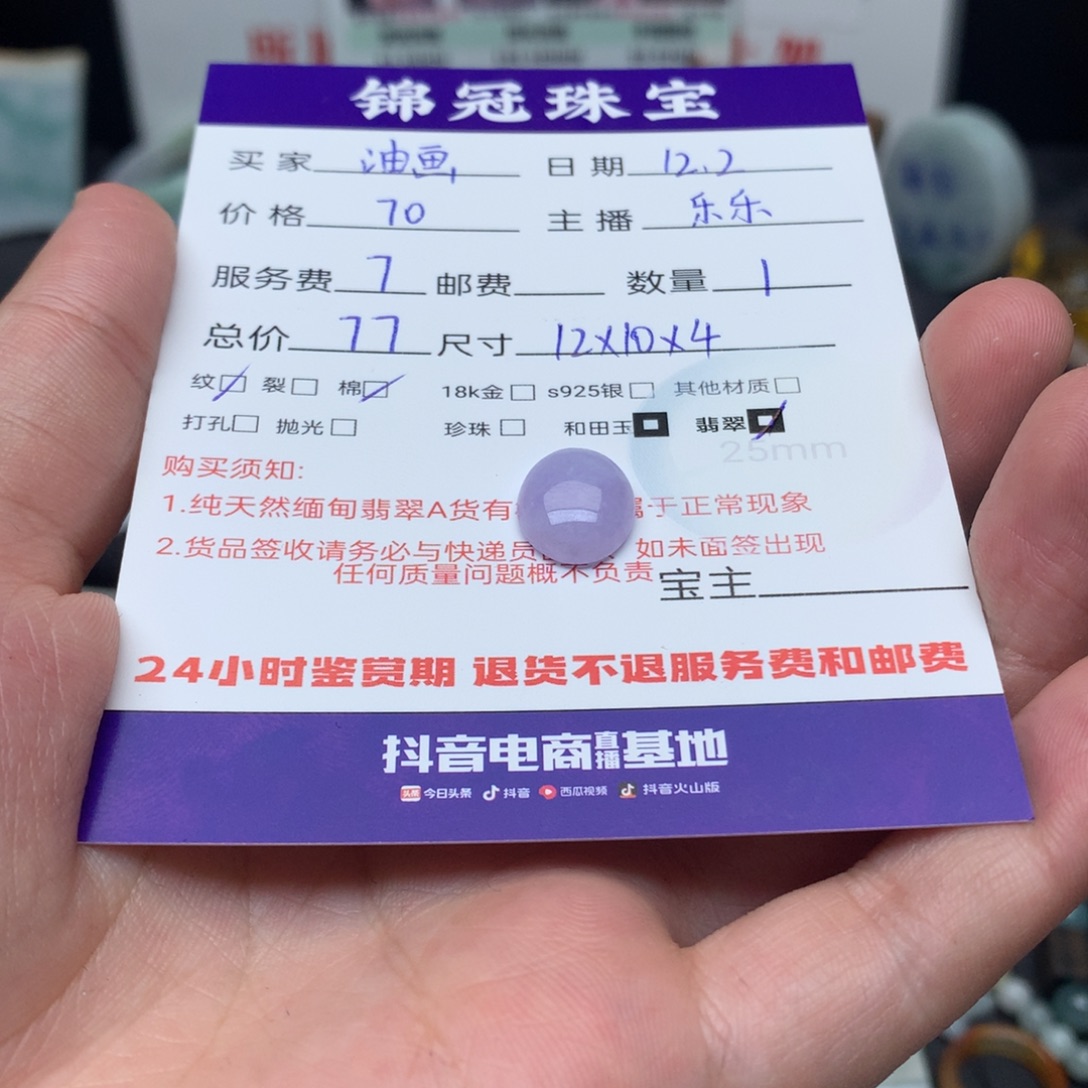 锦冠珠宝
买家 油画 日期 12.2
价格 70 主播 乐乐
服务费 7 邮费 数量 1
总价 77 尺寸 12x10x4
纹 裂 棉 18k金 s925银 其他材质
打孔 抛光 珍珠 和田玉 翡翠
25mm
购买须知:
1.纯天然缅甸翡翠A货有 属于正常现象
2.货品签收请务必与快递员 如未面签出现
任何质量问题概不负责
宝主
24小时鉴赏期 退货不退服务费和邮费
抖音电商直播基地
头条 今日头条 抖音 西瓜视频 抖音火山版